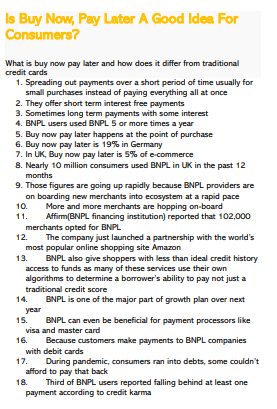 Is Buy Now, Pay Later A Good Idea For
Consumers?
What is buy now pay later and how does it differ from traditional
credit cards
1. Spreading out payments over a short period of time usually for
small purchases instead of paying everything all at once
2. They offer short term interest free payments
3. Sometimes long term payments with some interest
4. BNPL users used BNPL 5 or more times a year
5. Buy now pay later happens at the point of purchase
6. Buy now pay later is 19% in Germany
7. In UK, Buy now pay later is 5% of e-commerce
8. Nearly 10 million consumers used BNPL in UK in the past 12
months
9. Those figures are going up rapidly because BNPL providers are
on boarding new merchants into ecosystem at a rapid pace
10. More and more merchants are hopping on-board
11. Affirm(BNPL financing institution) reported that 102,000
merchants opted for BNPL
12. The company just launched a partnership with the world's
most popular online shopping site Amazon
13. BNPL also give shoppers with less than ideal credit history
access to funds as many of these services use their own
algorithms to determine a borrower's ability to pay not just a
traditional credit score
14. BNPL is one of the major part of growth plan over next
year
15. BNPL can even be beneficial for payment processors like
visa and master card
16. Because customers make payments to BNPL companies
with debit cards
17. During pandemic, consumers ran into debts, some couldn't
afford to pay that back
18. Third of BNPL users reported falling behind at least one
payment according to credit karma